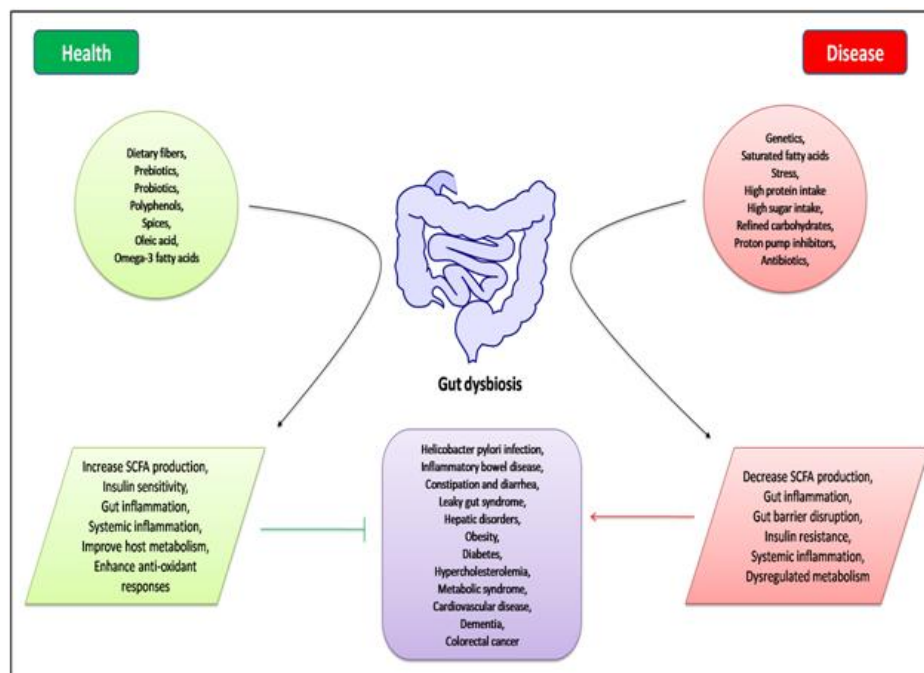 Health
Disease
Dietary fibers,
Prebiotics,
Probiotics,
Polyphenols,
Spices,
Oleic acid,
Omega-3 fatty acids
Genetics,
Saturated fatty acids
Stress,
High protein intake
High sugar intake,
Refined carbohydrates,
Proton pump inhibitors,
Antibiotics,
Gut dysbiosis
Increase SCFA production,
Insulin sensitivity,
Gut inflammation,
Systemic inflammation,
Improve host metabolism,
Enhance anti-oxidant
responses
Helicobacter pylori infection,
Inflammatory bowel disease,
Constipation and diarrhea,
Leaky gut syndrome,
Hepatic disorders,
Obesity,
Diabetes,
Hypercholesterolemia,
Metabolic syndrome,
Cardiovascular disease,
Dementia,
Colorectal cancer
Decrease SCFA production,
Gut inflammation,
Gut barrier disruption,
Insulin resistance,
Systemic inflammation,
Dysregulated metabolism